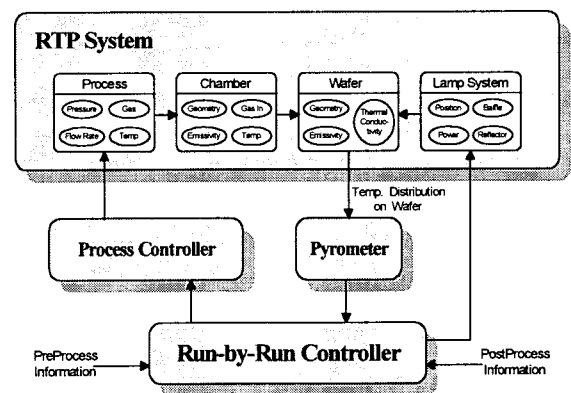 RTP System
Process
Pressure
Gas
Flow Rate
Temp
Chamber
Geometry
Gas In
Emissivity
Temp
Wafer
Geometry
Emissivity
Thermal
Conduc-
tivity
Lamp System
Position
Baffle
Power
Reflector
Temp. Distribution
on Wafer
Process Controller
Pyrometer
Run-by-Run Controller
PreProcess
Information
PostProcess
Information